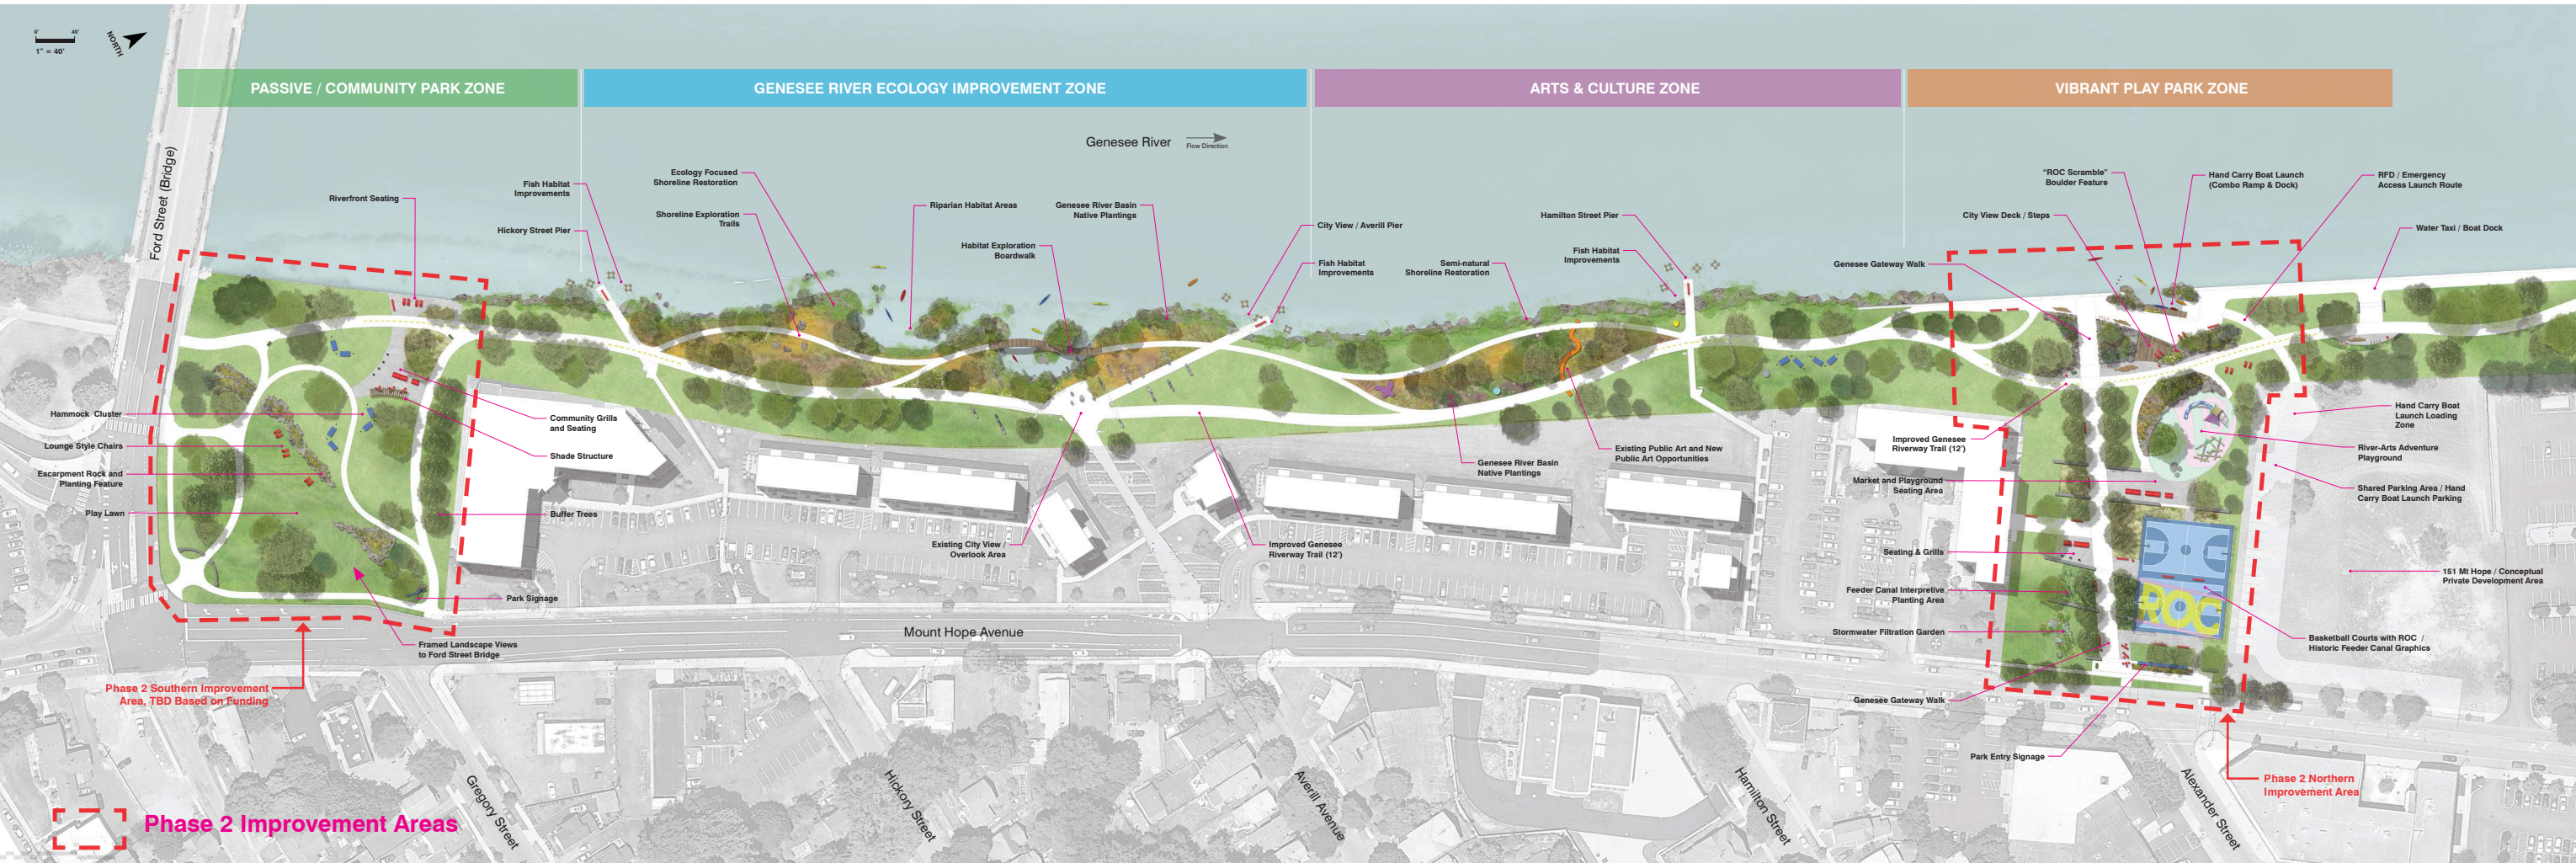 0' 40'
1" = 40'
NORTH
PASSIVE / COMMUNITY PARK ZONE
GENESEE RIVER ECOLOGY IMPROVEMENT ZONE
ARTS & CULTURE ZONE
VIBRANT PLAY PARK ZONE
Genesee River
Flow Direction
Ford Street (Bridge)
Riverfront Seating
Fish Habitat
Improvements
Hickory Street Pier
Ecology Focused
Shoreline Restoration
Shoreline Exploration
Trails
Riparian Habitat Areas
Habitat Exploration
Boardwalk
Genesee River Basin
Native Plantings
City View / Averill Pier
Fish Habitat
Improvements
Semi-natural
Shoreline Restoration
Hamilton Street Pier
Fish Habitat
Improvements
Genesee Gateway Walk
City View Deck / Steps
"ROC Scramble"
Boulder Feature
Hand Carry Boat Launch
(Combo Ramp & Dock)
RFD / Emergency
Access Launch Route
Water Taxi / Boat Dock
Hammock Cluster
Lounge Style Chairs
Escarpment Rock and
Planting Feature
Play Lawn
Community Grills
and Seating
Shade Structure
Buffer Trees
Park Signage
Framed Landscape Views
to Ford Street Bridge
Existing City View /
Overlook Area
Improved Genesee
Riverway Trail (12')
Genesee River Basin
Native Plantings
Existing Public Art and New
Public Art Opportunities
Improved Genesee
Riverway Trail (12')
Market and Playground
Seating Area
Seating & Grills
Feeder Canal Interpretive
Planting Area
Stormwater Filtration Garden
Genesee Gateway Walk
Park Entry Signage
Hand Carry Boat
Launch Loading
Zone
River-Arts Adventure
Playground
Shared Parking Area / Hand
Carry Boat Launch Parking
151 Mt Hope / Conceptual
Private Development Area
Basketball Courts with ROC /
Historic Feeder Canal Graphics
ROC
Mount Hope Avenue
Phase 2 Southern Improvement
Area, TBD Based on Funding
Phase 2 Northern
Improvement Area
Gregory Street
Hickory Street
Averill Avenue
Hamilton Street
Alexander Street
Phase 2 Improvement Areas